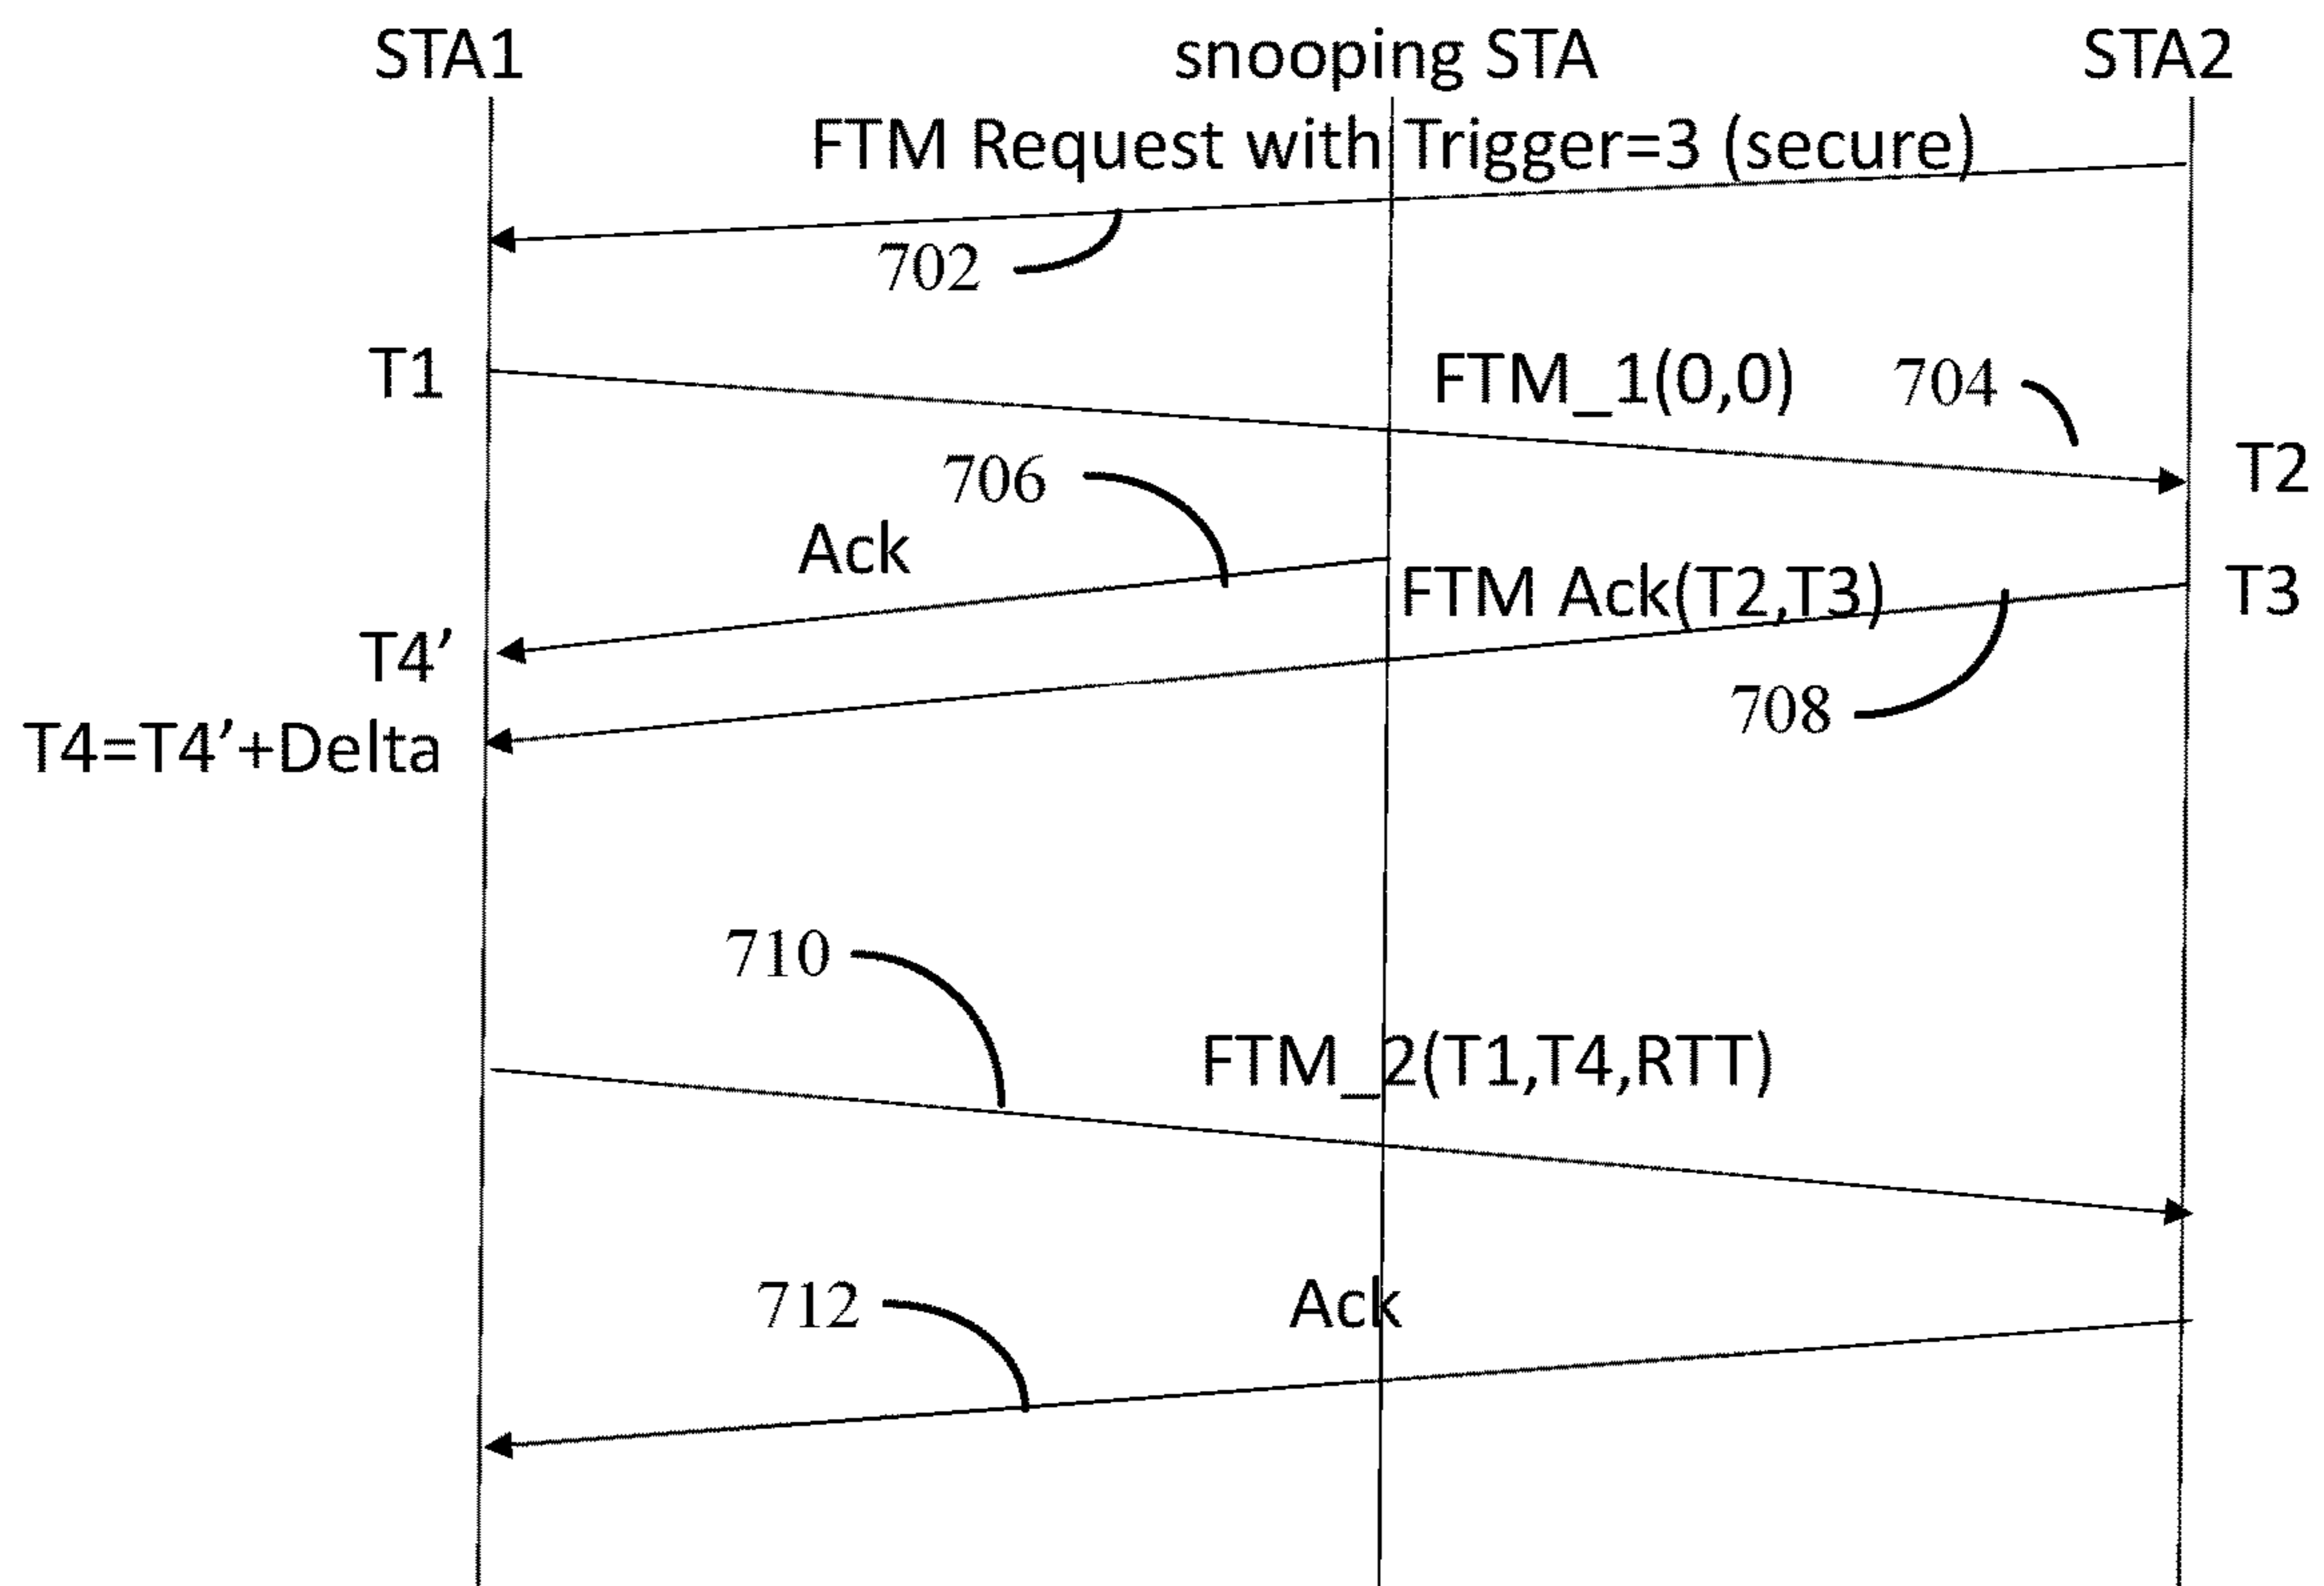 STA1 snooping STA STA2
FTM Request with Trigger=3 (secure)
702
T1 FTM_1(0,0) 704
T2
706
Ack
FTM Ack(T2,T3) T3
T4’
708
T4=T4’+Delta
710
FTM_2(T1,T4,RTT)
712 Ack